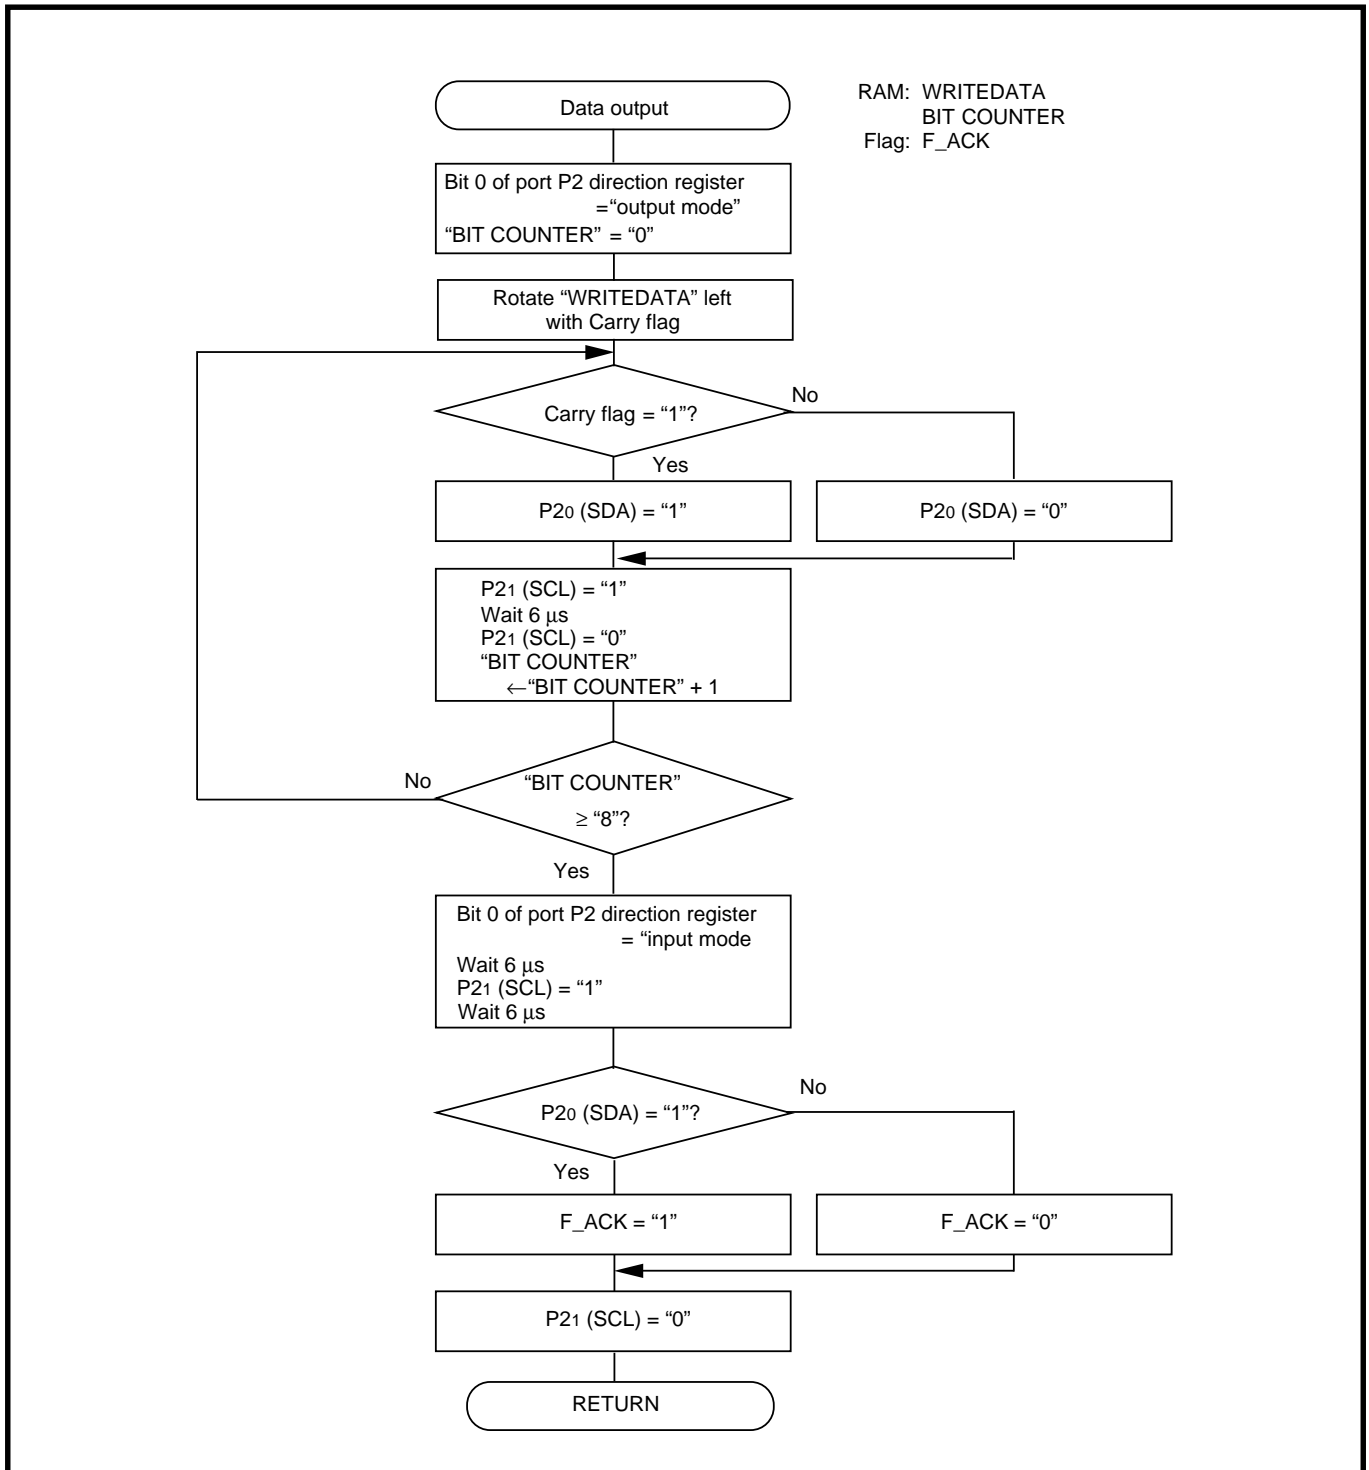 Data output
RAM: WRITEDATA
BIT COUNTER
Flag: F_ACK
Bit 0 of port P2 direction register
=“output mode”
“BIT COUNTER” = “0”
Rotate “WRITEDATA” left
with Carry flag
Carry flag = “1”?
No
Yes
P20 (SDA) = “1”
P20 (SDA) = “0”
P21 (SCL) = “1”
Wait 6 µs
P21 (SCL) = “0”
“BIT COUNTER”
←“BIT COUNTER” + 1
No
“BIT COUNTER”
≥ “8”?
Yes
Bit 0 of port P2 direction register
= “input mode
Wait 6 µs
P21 (SCL) = “1”
Wait 6 µs
P20 (SDA) = “1”?
No
Yes
F_ACK = “1”
F_ACK = “0”
P21 (SCL) = “0”
RETURN